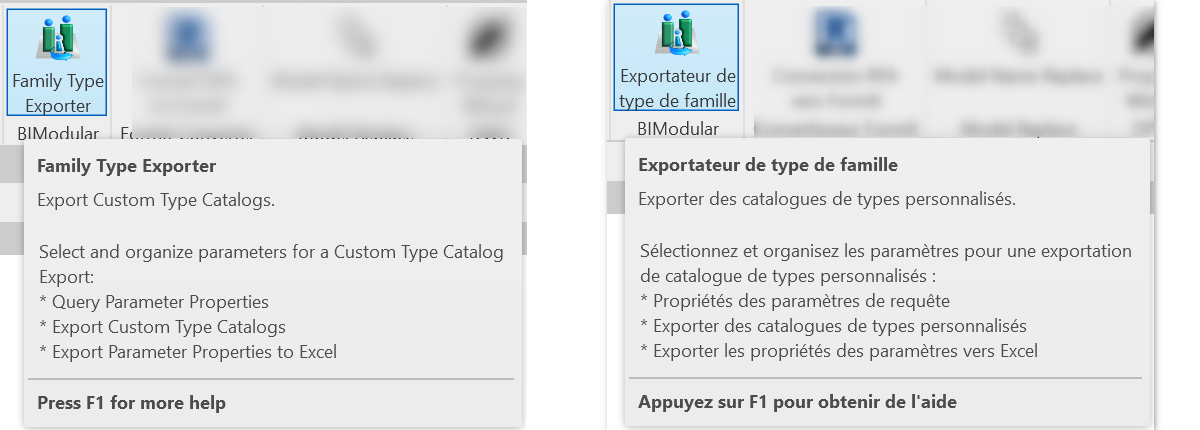 Family Type
Exporter
BIModular
Family Type Exporter
Export Custom Type Catalogs.
Select and organize parameters for a Custom Type Catalog
Export:
* Query Parameter Properties
* Export Custom Type Catalogs
* Export Parameter Properties to Excel
Press F1 for more help
Exportateur de
type de famille
BIModular
Exportateur de type de famille
Exporter des catalogues de types personnalisés.
Sélectionnez et organisez les paramètres pour une exportation
de catalogue de types personnalisés :
* Propriétés des paramètres de requête
* Exporter des catalogues de types personnalisés
* Exporter les propriétés des paramètres vers Excel
Appuyez sur F1 pour obtenir de l'aide